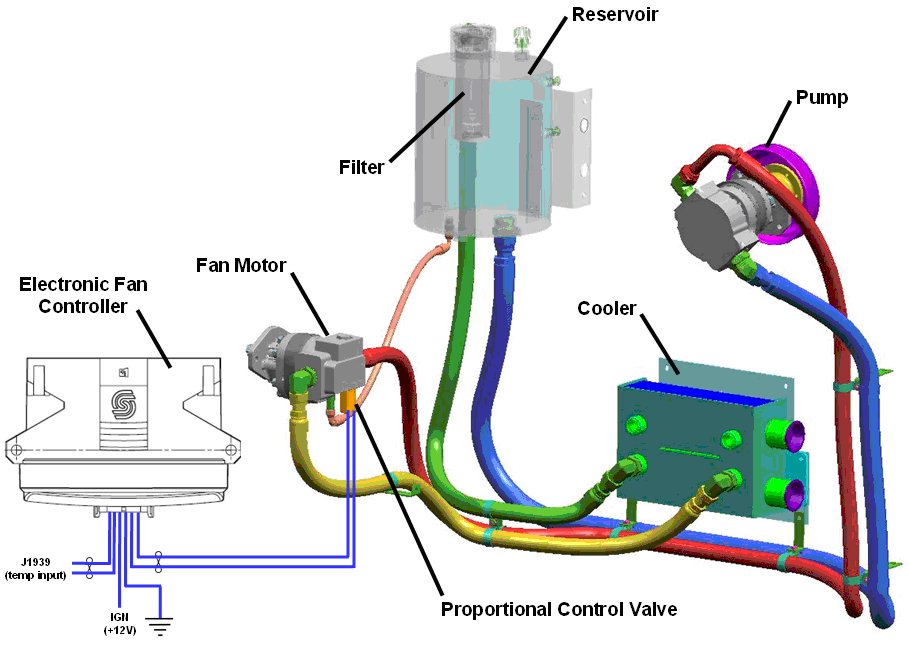 Reservoir
Pump
Filter
Fan Motor
Electronic Fan
Controller
Cooler
J1939
(temp input)
IGN
(+12V)
Proportional Control Valve